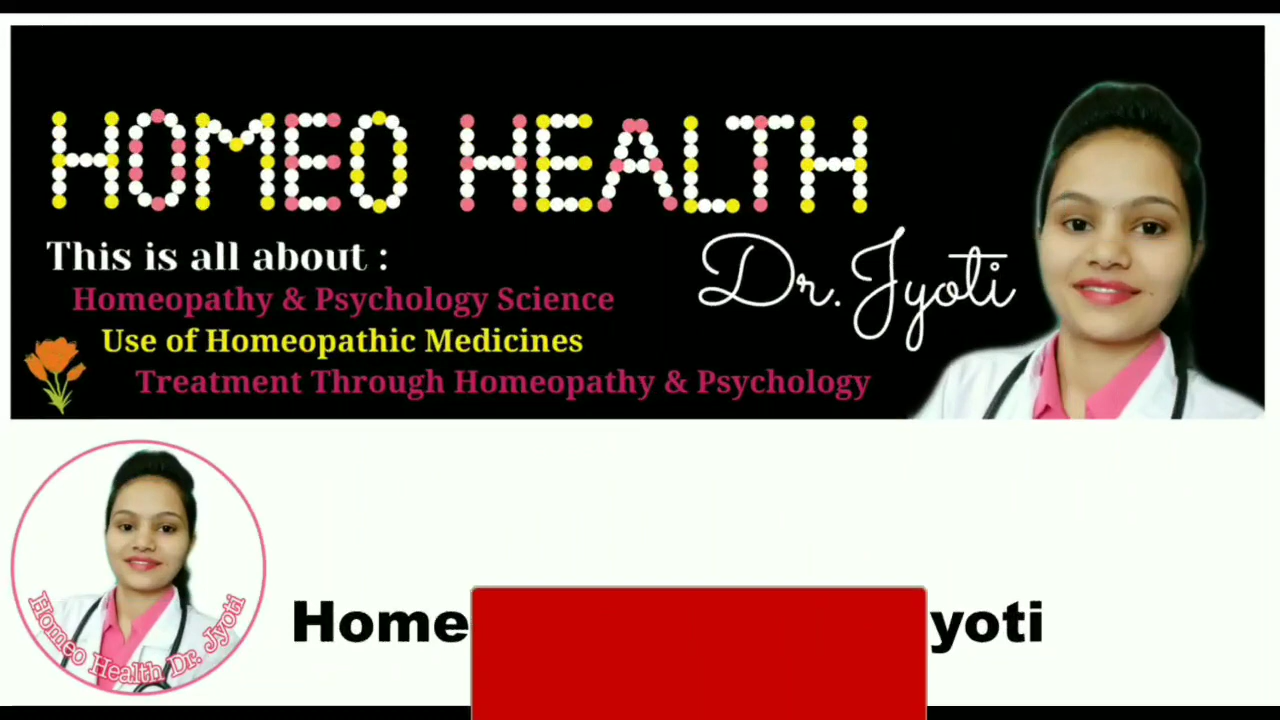 HOMEO HEALTH
This is all about :
Dr. Jyoti
Homeopathy & Psychology Science
Use of Homeopathic Medicines
Treatment Through Homeopathy & Psychology
Homeo Health Dr. Jyoti
Home yoti